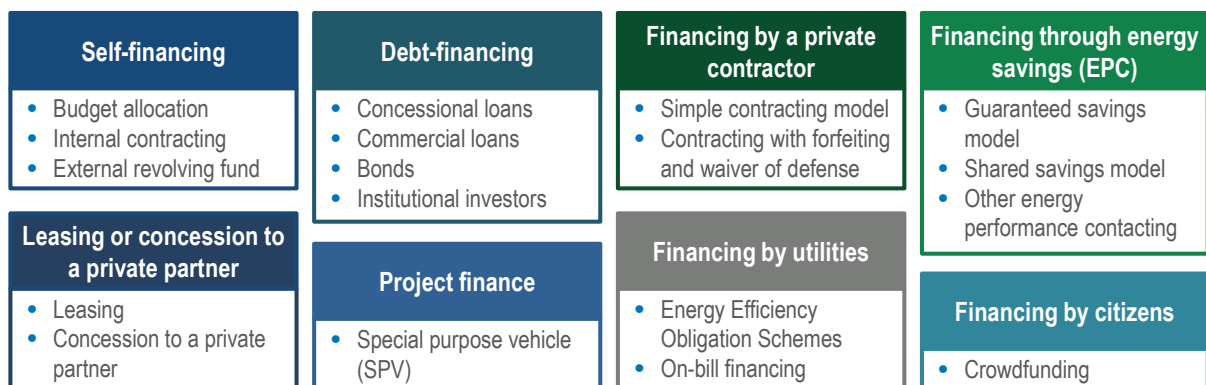 Self-financing
• Budget allocation
• Internal contracting
• External revolving fund
Debt-financing
• Concessional loans
• Commercial loans
• Bonds
• Institutional investors
Financing by a private
contractor
• Simple contracting model
• Contracting with forfeiting
and waiver of defense
Financing through energy
savings (EPC)
• Guaranteed savings
model
• Shared savings model
• Other energy
performance contacting
Leasing or concession to
a private partner
• Leasing
• Concession to a private
partner
Project finance
• Special purpose vehicle
(SPV)
Financing by utilities
• Energy Efficiency
Obligation Schemes
• On-bill financing
Financing by citizens
• Crowdfunding